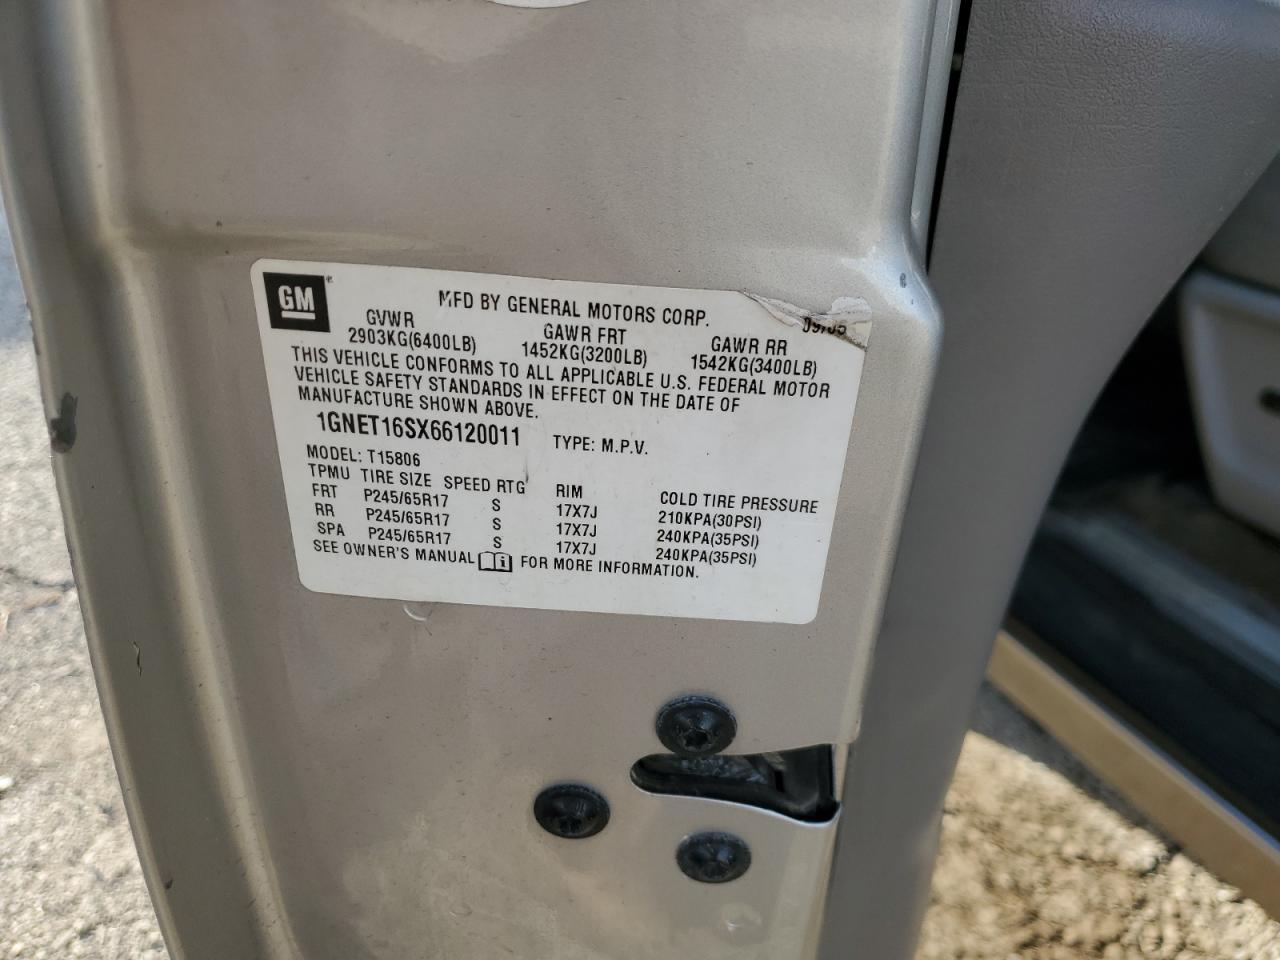 GM
MFD BY GENERAL MOTORS CORP. 09/05
GVWR GAWR FRT GAWR RR
2903KG(6400LB) 1452KG(3200LB) 1542KG(3400LB)
THIS VEHICLE CONFORMS TO ALL APPLICABLE U.S. FEDERAL MOTOR
VEHICLE SAFETY STANDARDS IN EFFECT ON THE DATE OF
MANUFACTURE SHOWN ABOVE.
1GNET16SX66120011 TYPE: M.P.V.
MODEL: T15806
TPMU TIRE SIZE SPEED RTG RIM COLD TIRE PRESSURE
FRT P245/65R17 S 17X7J 210KPA(30PSI)
RR P245/65R17 S 17X7J 240KPA(35PSI)
SPA P245/65R17 S 17X7J 240KPA(35PSI)
SEE OWNER'S MANUAL i FOR MORE INFORMATION.